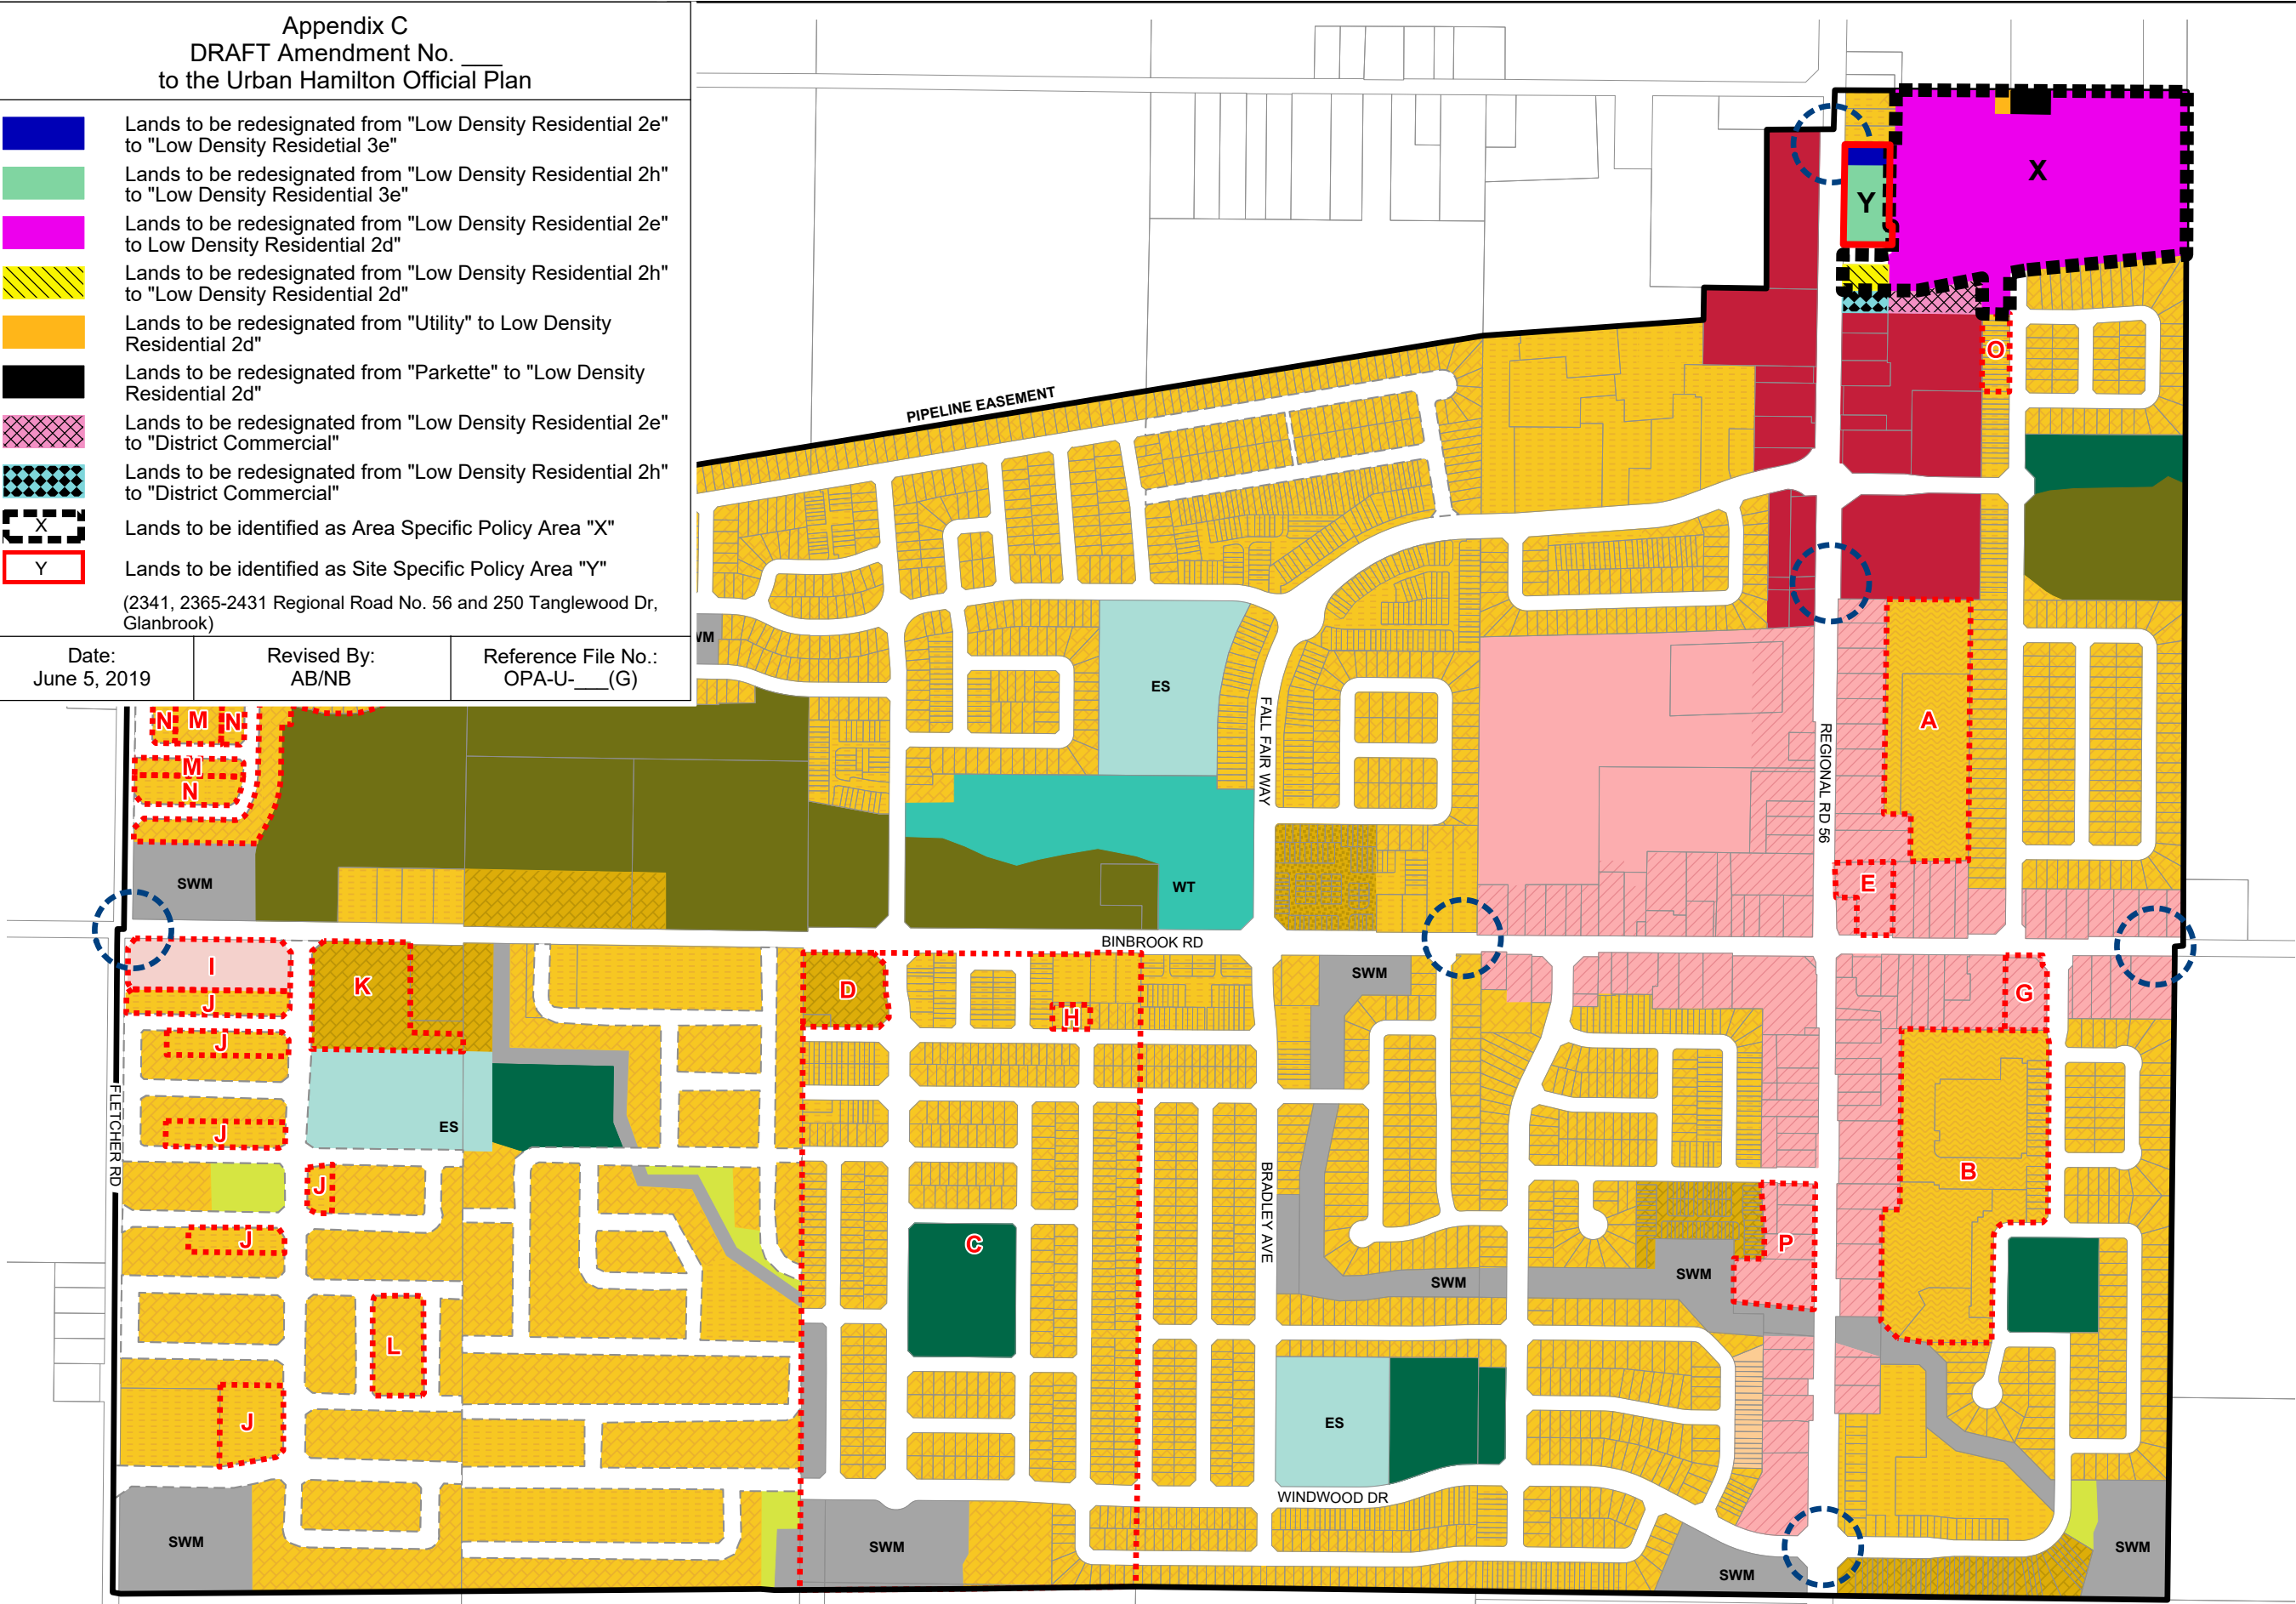 Appendix C
DRAFT Amendment No. ___
to the Urban Hamilton Official Plan
Lands to be redesignated from "Low Density Residential 2e"
to "Low Density Residetial 3e"
Lands to be redesignated from "Low Density Residential 2h"
to "Low Density Residential 3e"
Lands to be redesignated from "Low Density Residential 2e"
to Low Density Residential 2d"
Lands to be redesignated from "Low Density Residential 2h"
to "Low Density Residential 2d"
Lands to be redesignated from "Utility" to Low Density
Residential 2d"
Lands to be redesignated from "Parkette" to "Low Density
Residential 2d"
Lands to be redesignated from "Low Density Residential 2e"
to "District Commercial"
Lands to be redesignated from "Low Density Residential 2h"
to "District Commercial"
X
Lands to be identified as Area Specific Policy Area "X"
Y
Lands to be identified as Site Specific Policy Area "Y"
(2341, 2365-2431 Regional Road No. 56 and 250 Tanglewood Dr,
Glanbrook)
Date:
June 5, 2019
Revised By:
AB/NB
Reference File No.:
OPA-U-___(G)
X
Y
O
PIPELINE EASEMENT
WM
ES
FALL FAIR WAY
REGIONAL RD 56
A
N M N
M
N
SWM
WT
E
BINBROOK RD
I
J
K
D
H
SWM
G
J
J
FLETCHER RD
ES
J
J
C
BRADLEY AVE
B
P
SWM
SWM
L
J
ES
WINDWOOD DR
SWM
SWM
SWM
SWM